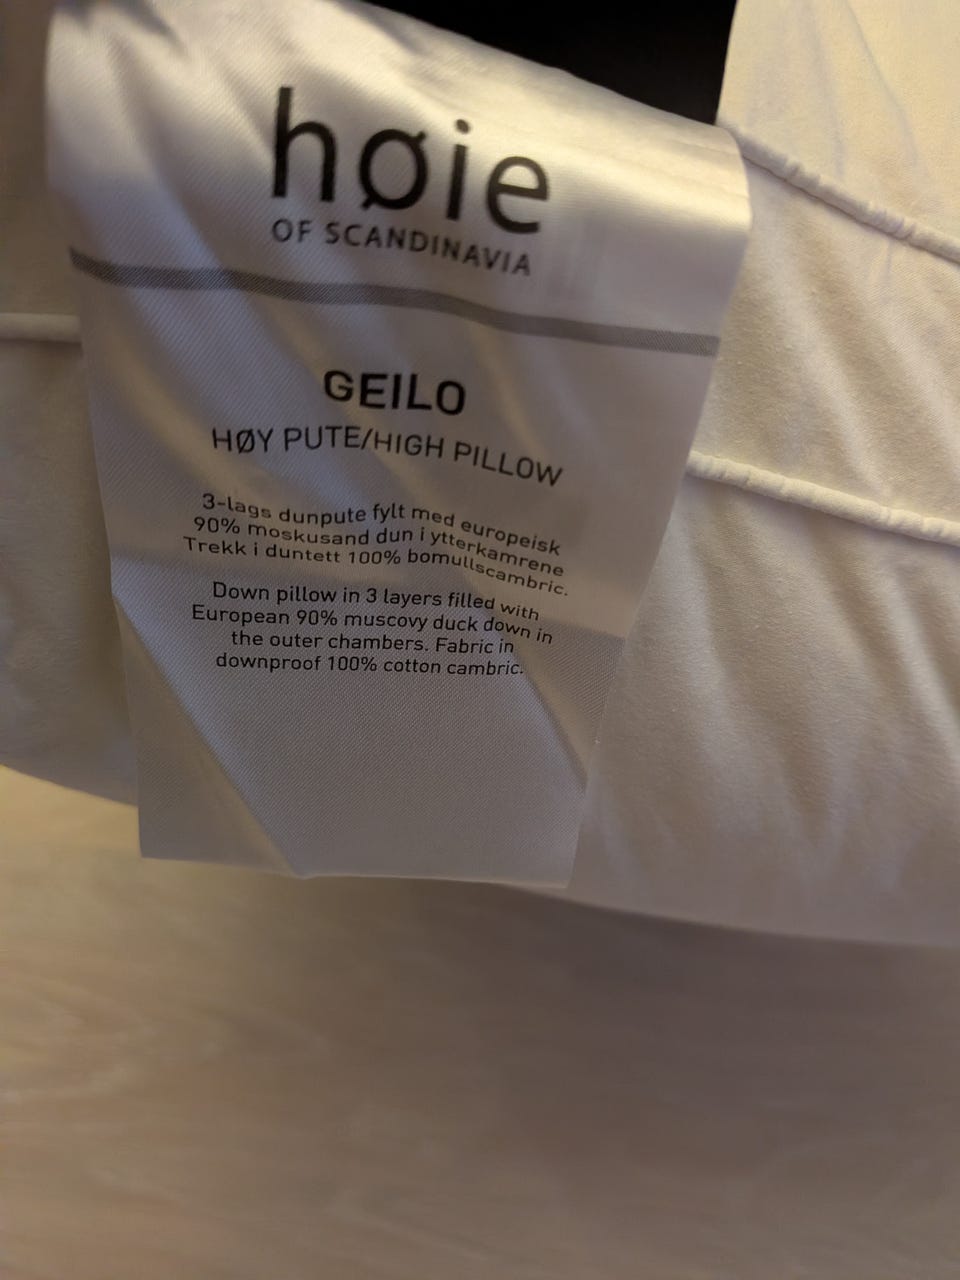 høie
OF SCANDINAVIA
GEILO
HØY PUTE/HIGH PILLOW
3-lags dunpute fylt med europeisk
90% moskusand dun i ytterkamrene
Trekk i duntett 100% bomullscambric.
Down pillow in 3 layers filled with
European 90% muscovy duck down in
the outer chambers. Fabric in
downproof 100% cotton cambric.